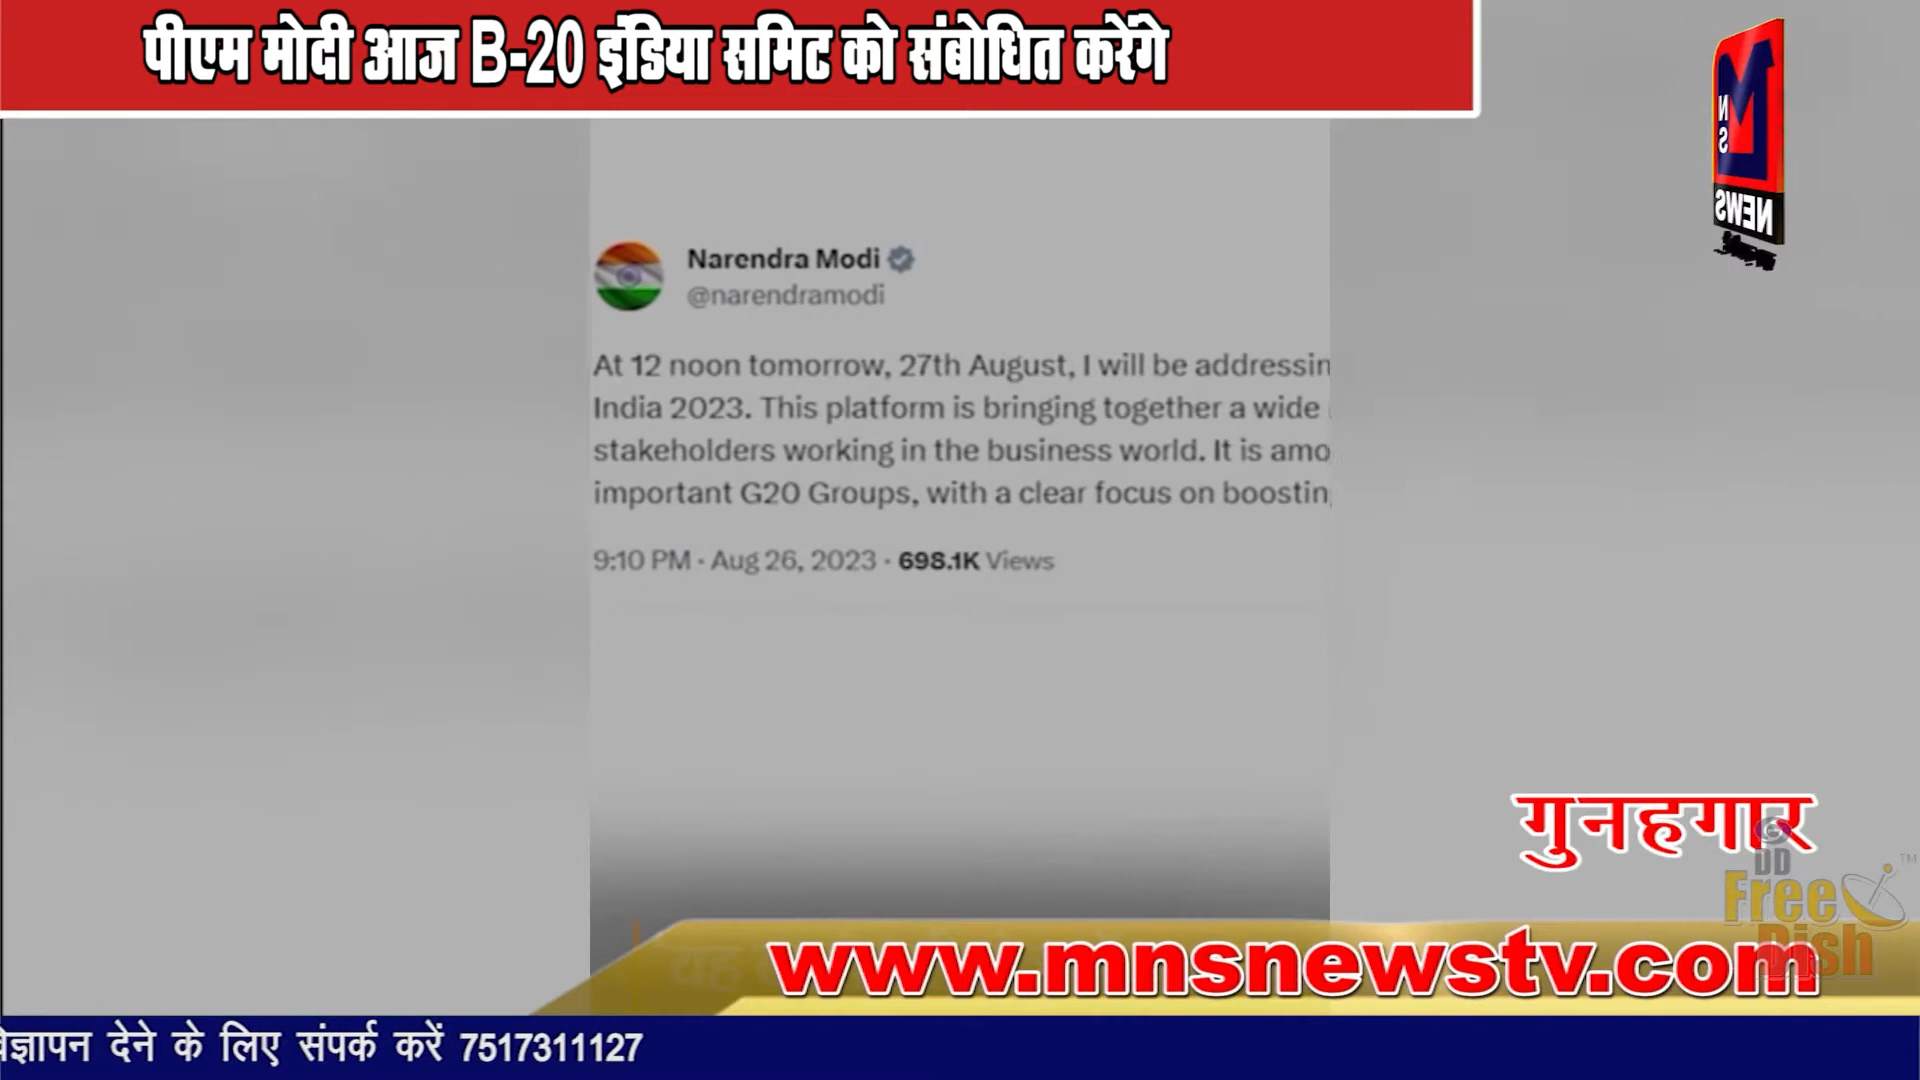 पीएम मोदी आज B-20 इंडिया समिट को संबोधित करेंगे
M
N
S
NEWS
Narendra Modi
@narendramodi
At 12 noon tomorrow, 27th August, I will be addressin
India 2023. This platform is bringing together a wide
stakeholders working in the business world. It is amo
important G20 Groups, with a clear focus on boostin
9:10 PM · Aug 26, 2023 · 698.1K Views
गुनहगार
DD
Free
Dish
TM
यह
www.mnsnewstv.com
विज्ञापन देने के लिए संपर्क करें 7517311127